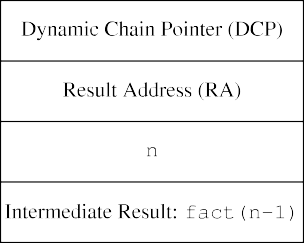 Dynamic Chain Pointer (DCP)
Result Address (RA)
n
Intermediate Result: fact(n-1)